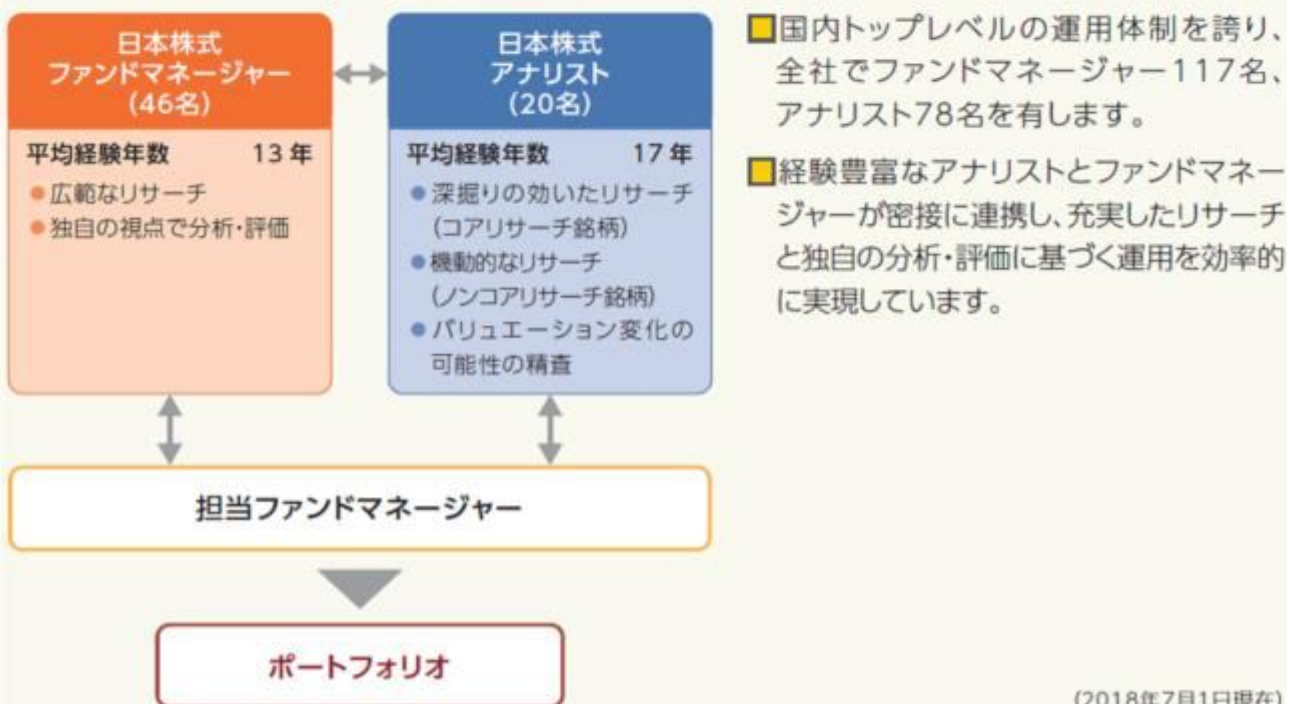 日本株式
ファンドマネージャー
(46名)
平均経験年数 13年
●広範なリサーチ
●独自の視点で分析・評価
日本株式
アナリスト
(20名)
平均経験年数 17年
●深掘りの効いたリサーチ
(コアリサーチ銘柄)
●機動的なリサーチ
(ノンコアリサーチ銘柄)
●バリュエーション変化の
可能性の精査
担当ファンドマネージャー
ポートフォリオ
■国内トップレベルの運用体制を誇り、
全社でファンドマネージャー117名、
アナリスト78名を有します。
■経験豊富なアナリストとファンドマネー
ジャーが密接に連携し、充実したリサーチ
と独自の分析・評価に基づく運用を効率的
に実現しています。
(2018年7月1日現在)